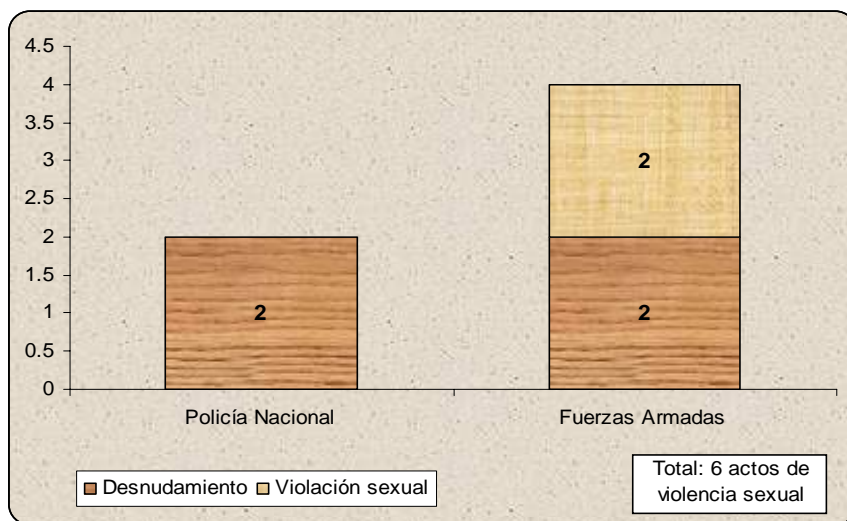 4.5
4
3.5
3
2.5
2
1.5
1
0.5
0
2
2
2
Policía Nacional
Fuerzas Armadas
Desnudamiento
Violación sexual
Total: 6 actos de
violencia sexual